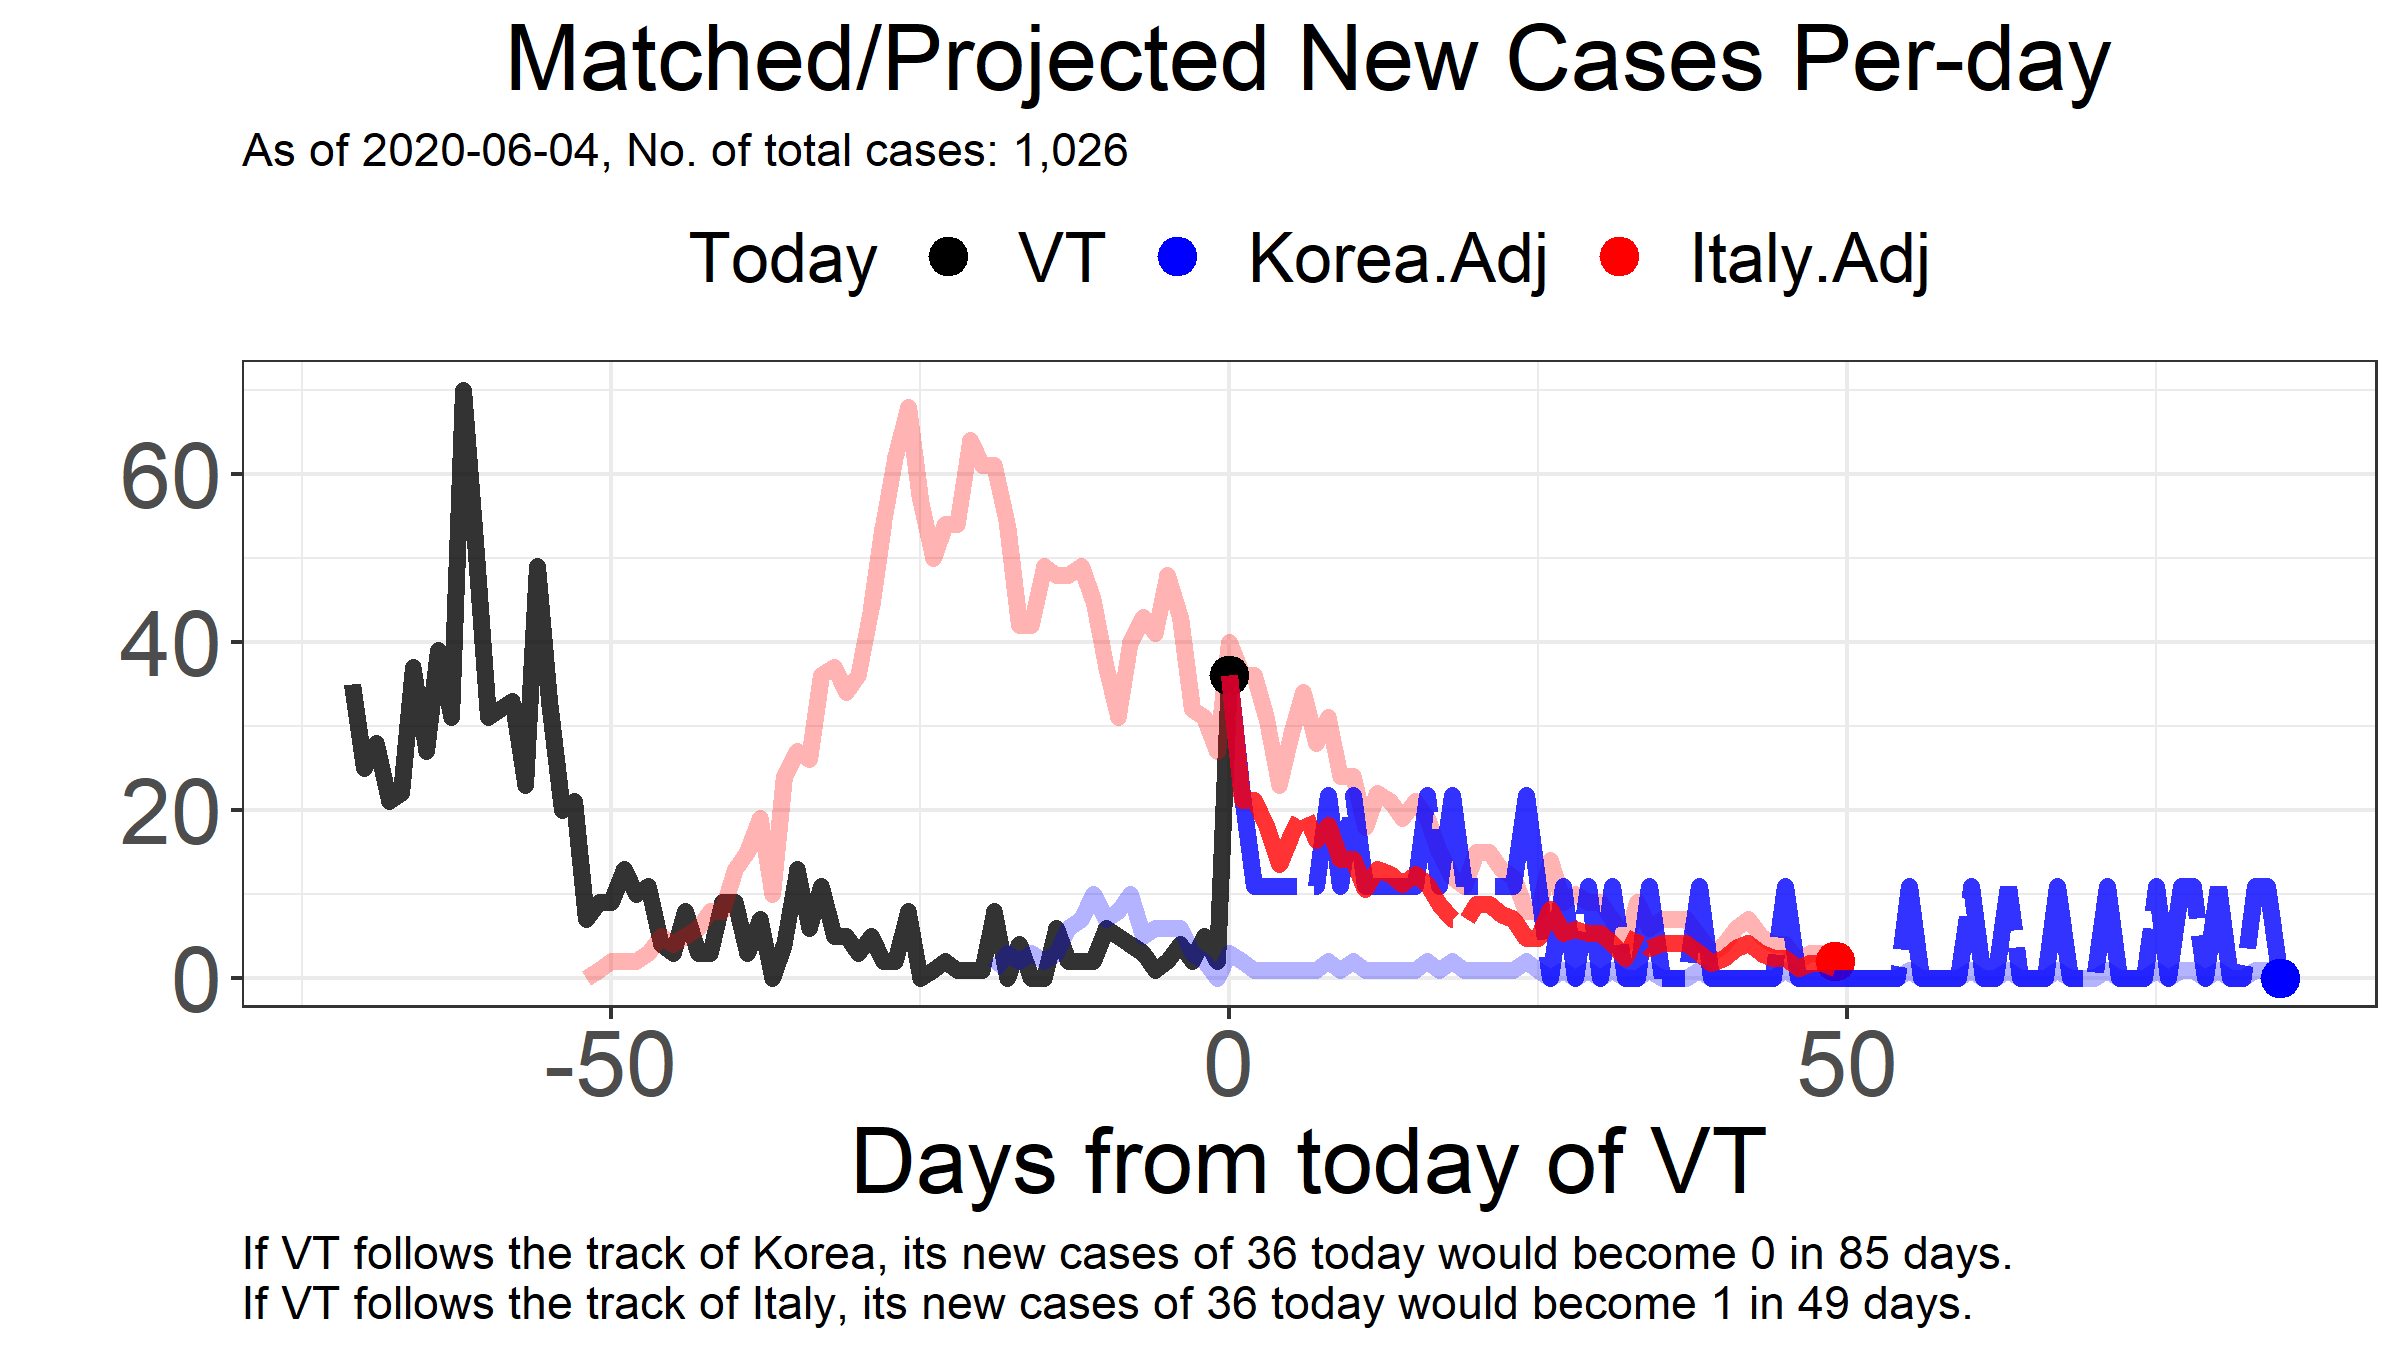 Matched/Projected New Cases Per-day
As of 2020-06-04, No. of total cases: 1,026
Today VT Korea.Adj Italy.Adj
60
40
20
0
-50 0 50
Days from today of VT
If VT follows the track of Korea, its new cases of 36 today would become 0 in 85 days.
If VT follows the track of Italy, its new cases of 36 today would become 1 in 49 days.